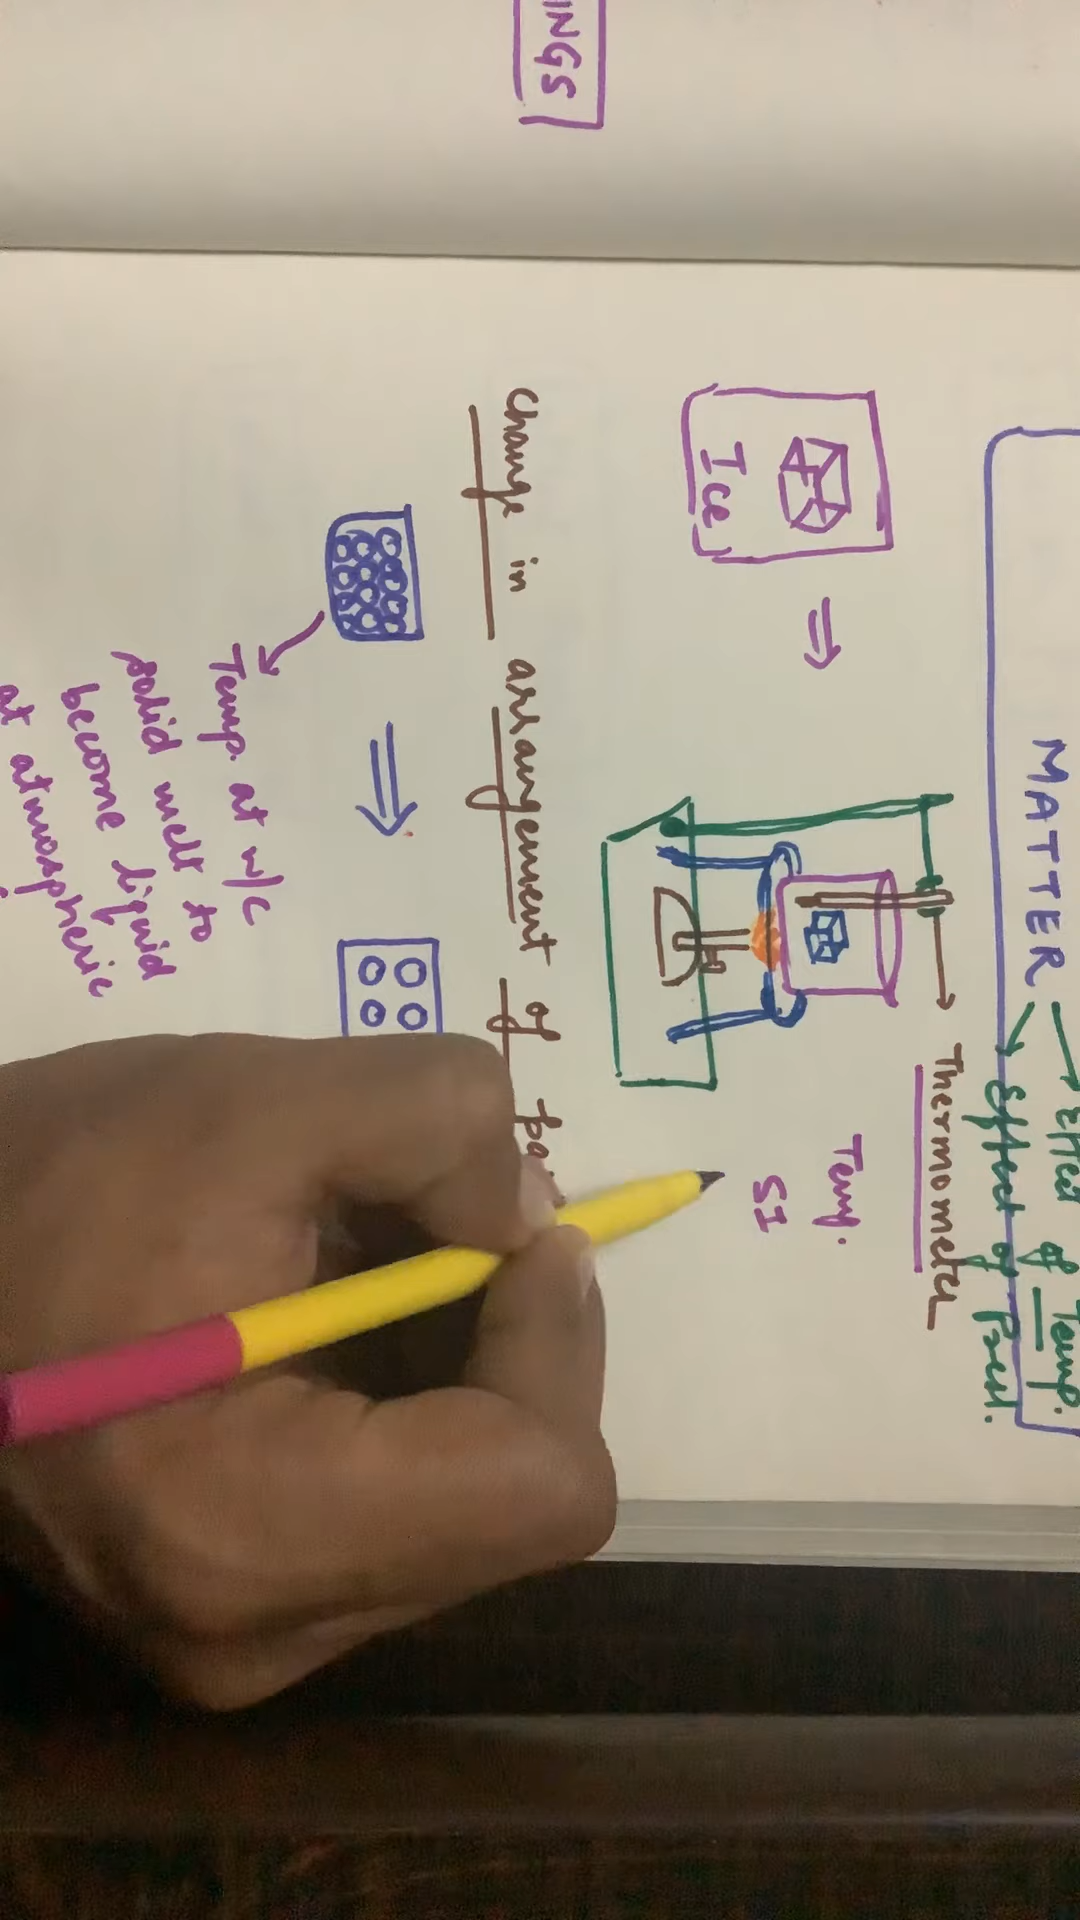 INGS
MATTER → Effect of Temp.
→ Effect of Press.
Thermometer
Ice
Temp.
SI
Change in arrangement of
Temp. at w/c
solid melt to
become liquid
at atmospheric